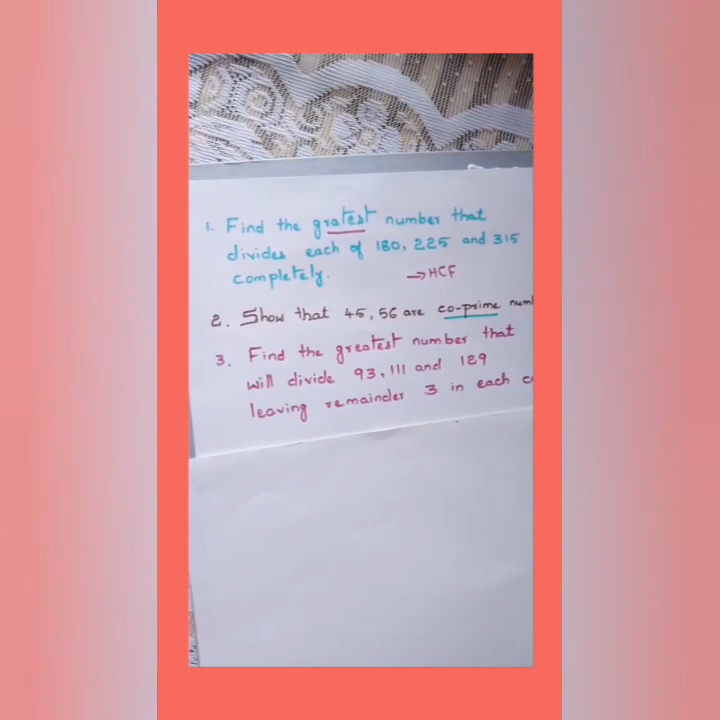 1. Find the gratest number that
divides each of 180, 225 and 315
completely.
→HCF
2. Show that 45, 56 are co-prime
3. Find the greatest number that
will divide 93, 111 and 189
leaving remainder 3 in each